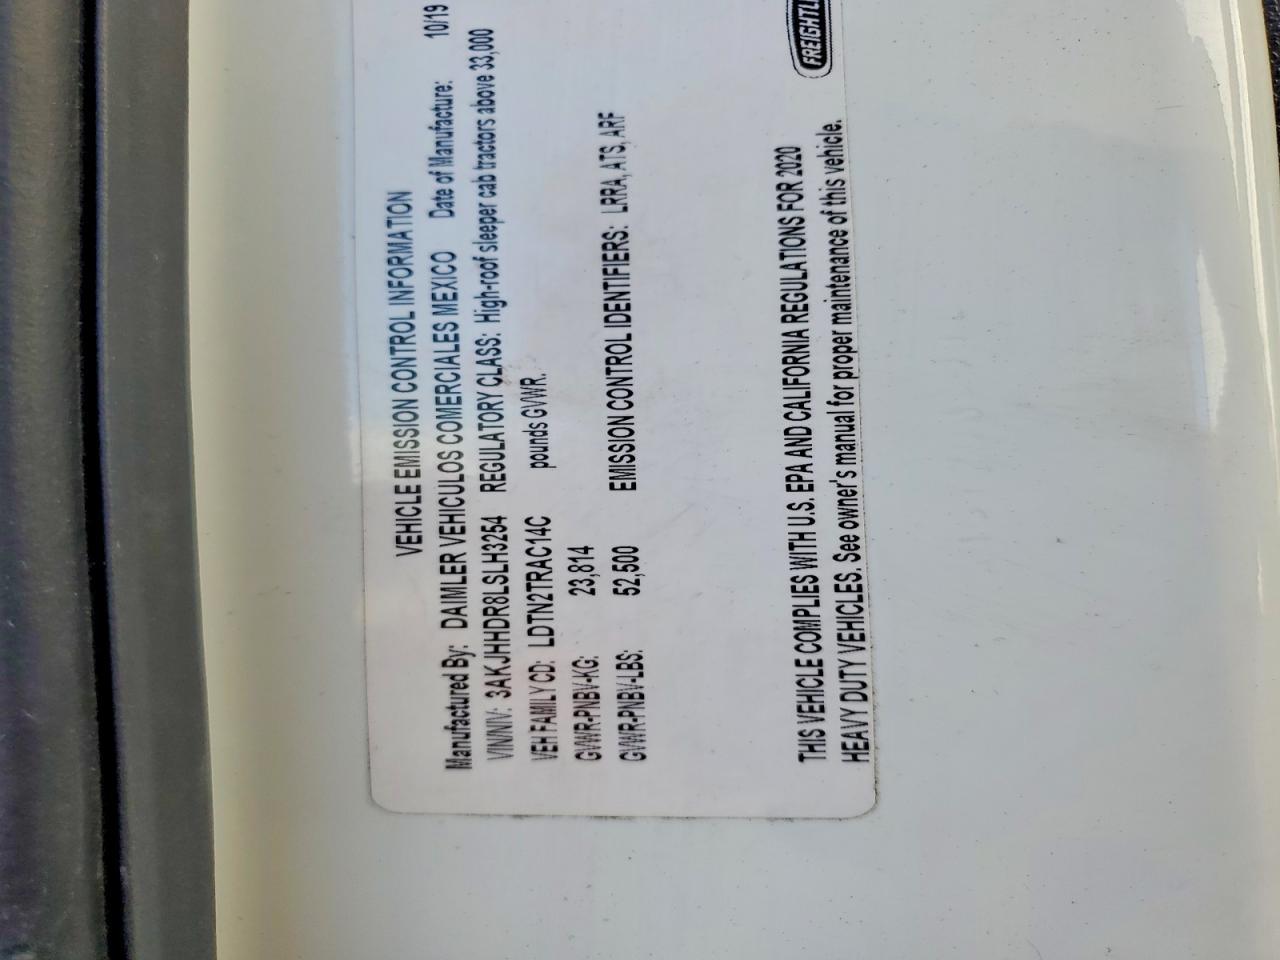 VEHICLE EMISSION CONTROL INFORMATION
Manufactured By: DAIMLER VEHICULOS COMERCIALES MEXICO Date of Manufacture: 10/19
VIN/NIV: 3AKJHHDR8LSLH3254 REGULATORY CLASS: High-roof sleeper cab tractors above 33,000
VEH FAMILY CD: LDTN2TRAC14C pounds GVWR.
GVWR-PNBV-KG: 23,814
GVWR-PNBV-LBS: 52,500 EMISSION CONTROL IDENTIFIERS: LRRA, ATS, ARF
THIS VEHICLE COMPLIES WITH U.S. EPA AND CALIFORNIA REGULATIONS FOR 2020
HEAVY DUTY VEHICLES. See owner's manual for proper maintenance of this vehicle.